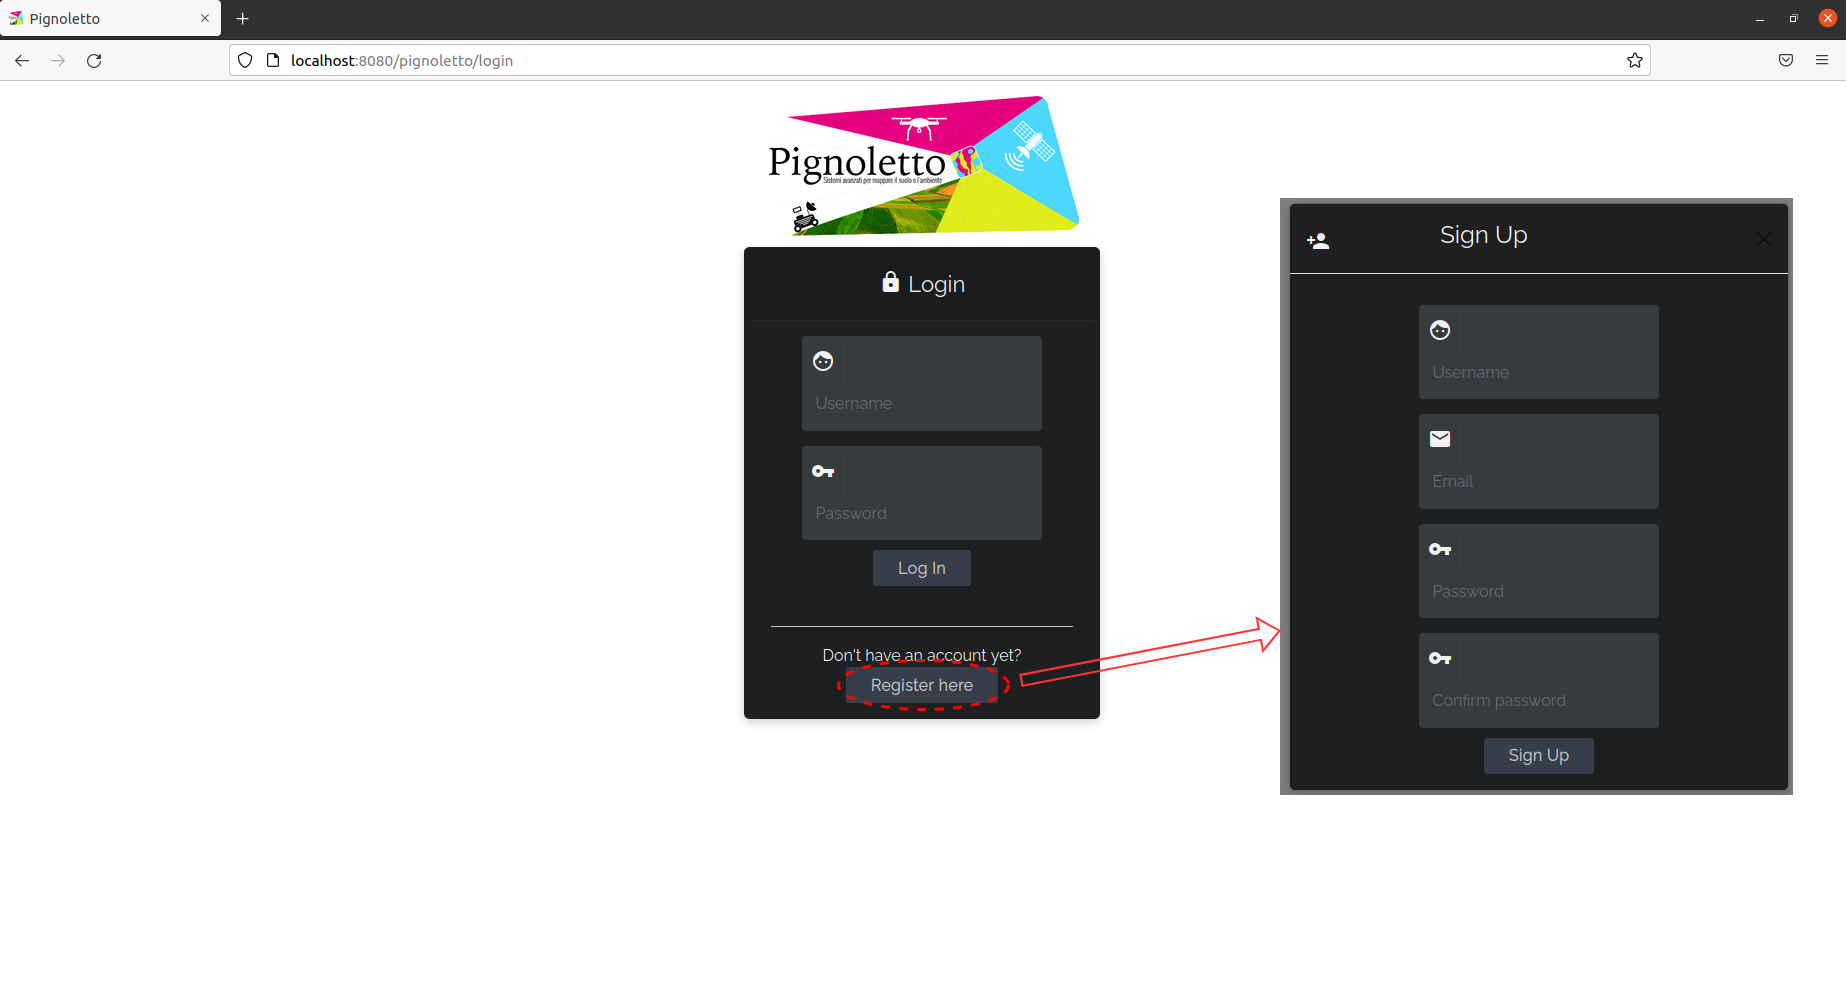 Pignoletto
localhost:8080/pignoletto/login
Pignoletto
Sistemi avanzati per mappare il suolo e l'ambiente
Login
Username
Password
Log In
Don't have an account yet?
Register here
Sign Up
Username
Email
Password
Confirm password
Sign Up